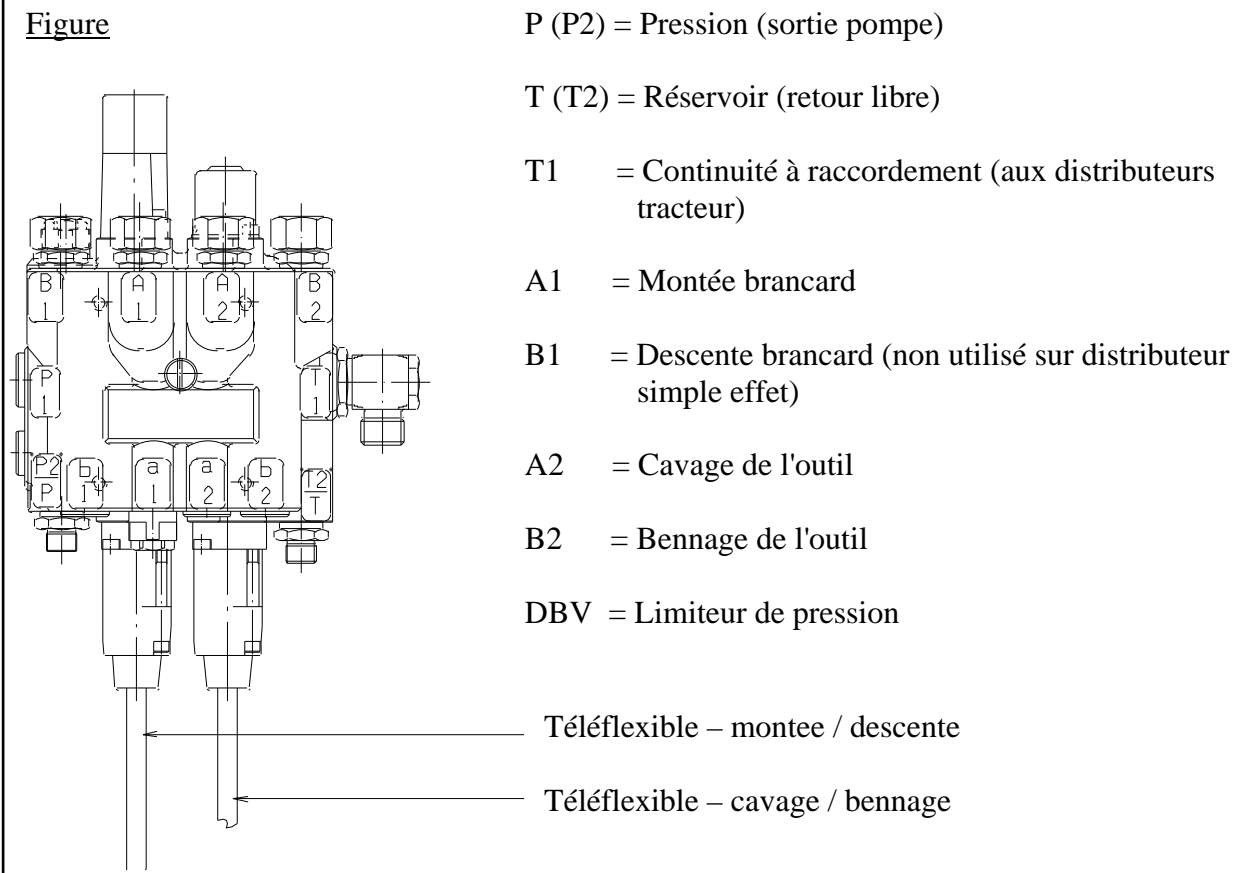 Figure
P (P2) = Pression (sortie pompe)
T (T2) = Réservoir (retour libre)
T1 = Continuité à raccordement (aux distributeurs
tracteur)
A1 = Montée brancard
B1 = Descente brancard (non utilisé sur distributeur
simple effet)
A2 = Cavage de l'outil
B2 = Bennage de l'outil
DBV = Limiteur de pression
Téléflexible – montee / descente
Téléflexible – cavage / bennage
B
1
A
1
A
2
B
2
P
1
T
1
P2
P
b
1
a
1
a
2
b
2
T2
T